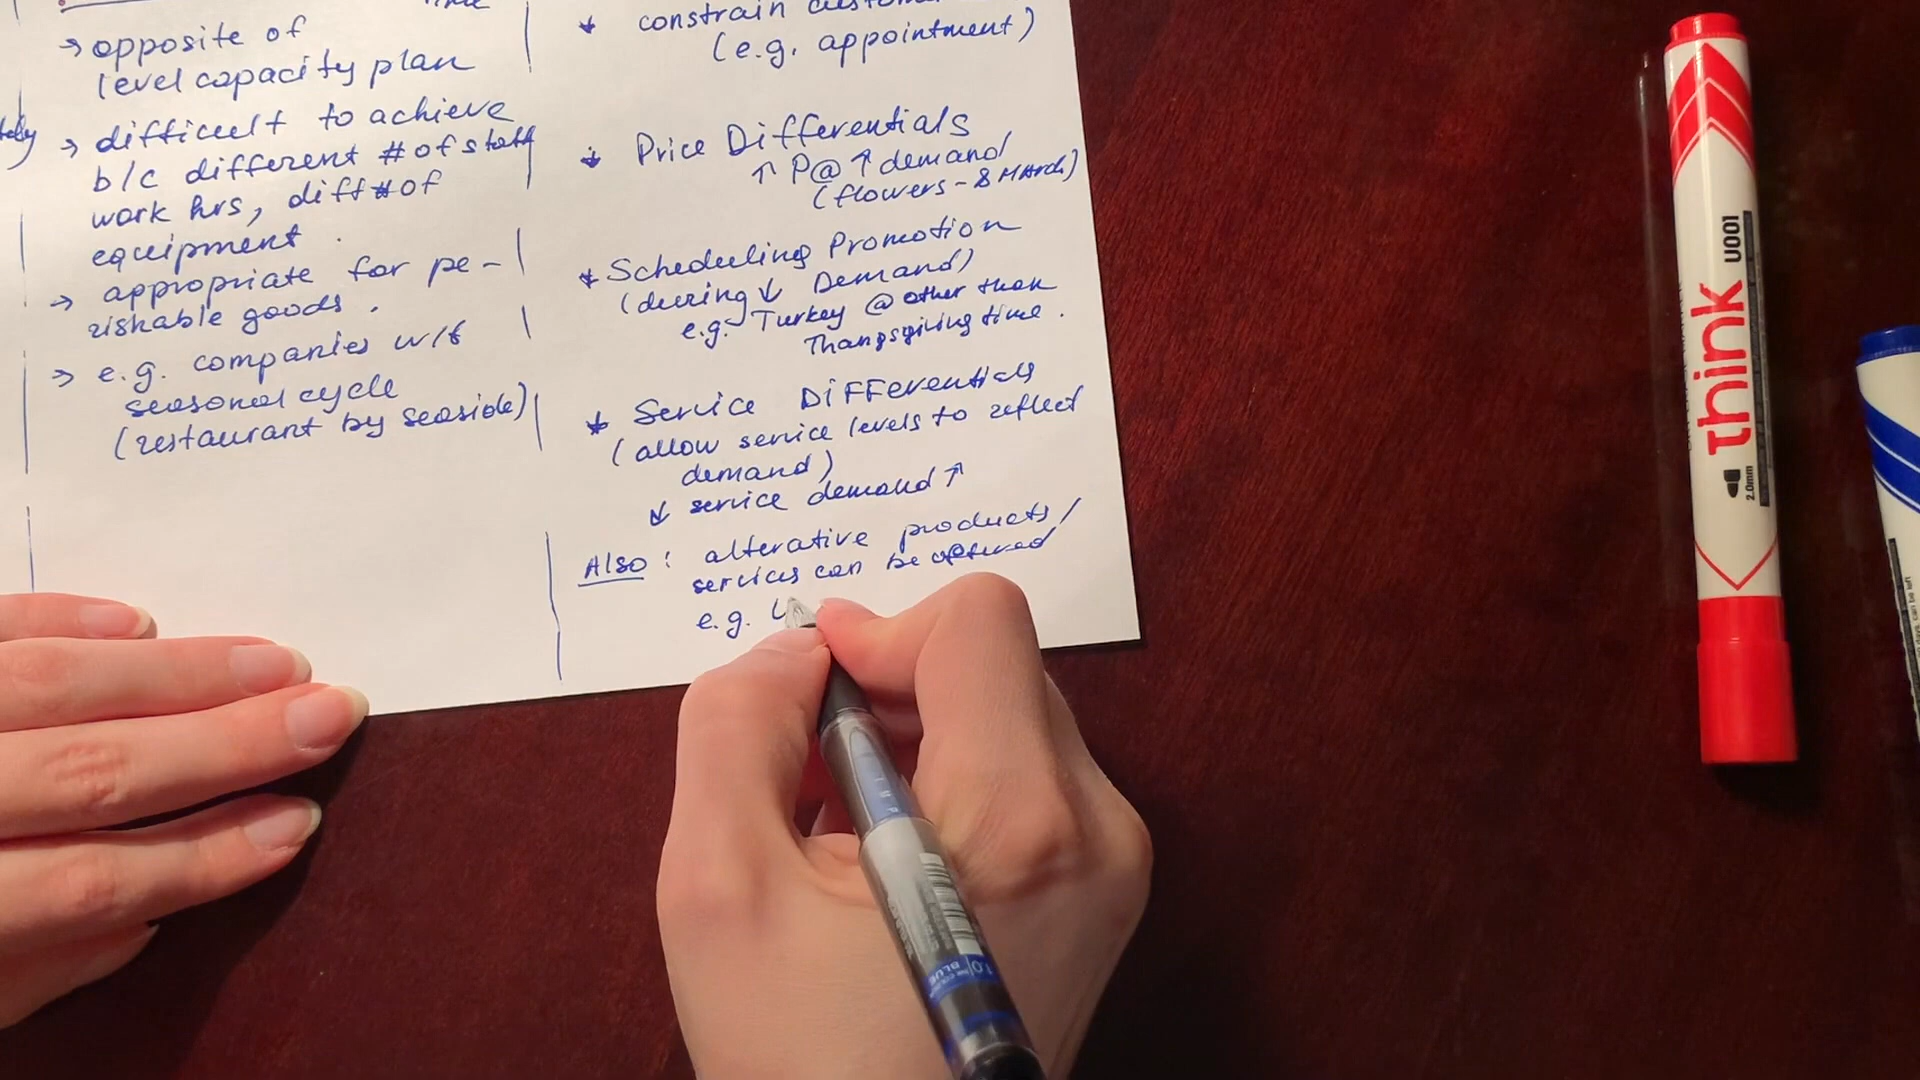 → opposite of
level capacity plan
→ difficult to achieve
b/c different # of staff
work hrs, diff # of
equipment.
→ appropriate for pe-
rishable goods.
→ e.g. companies w/t
seasonal cycle
(restaurant by seaside)
constrain
(e.g. appointment)
Price Differentials
↑ P@ ↑ demand
(flowers - 8 March)
Scheduling Promotion
(during ↓ Demand)
e.g. Turkey @ other than
Thangsgiving time.
Service Differentials
(allow service levels to reflect
demand)
↓ service demand ↑
Also: alterative products/
services can be offered
e.g.
think
U001
2.0mm
1.0
BLUE